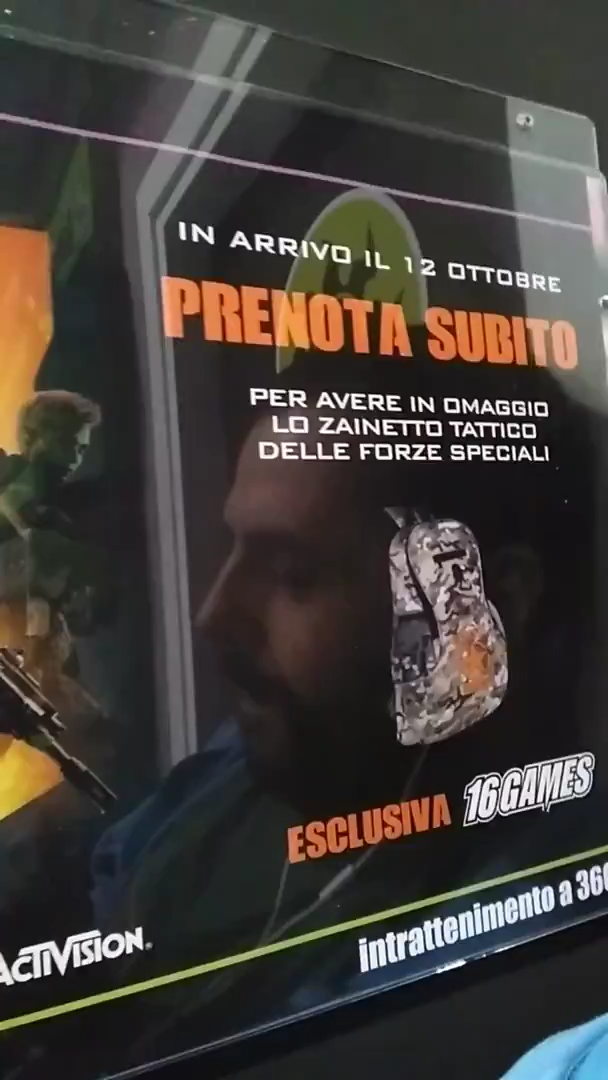 IN ARRIVO IL 12 OTTOBRE
PRENOTA SUBITO
PER AVERE IN OMAGGIO
LO ZAINETTO TATTICO
DELLE FORZE SPECIALI
ESCLUSIVA 16GAMES
ACTIVISION®
intrattenimento a 360